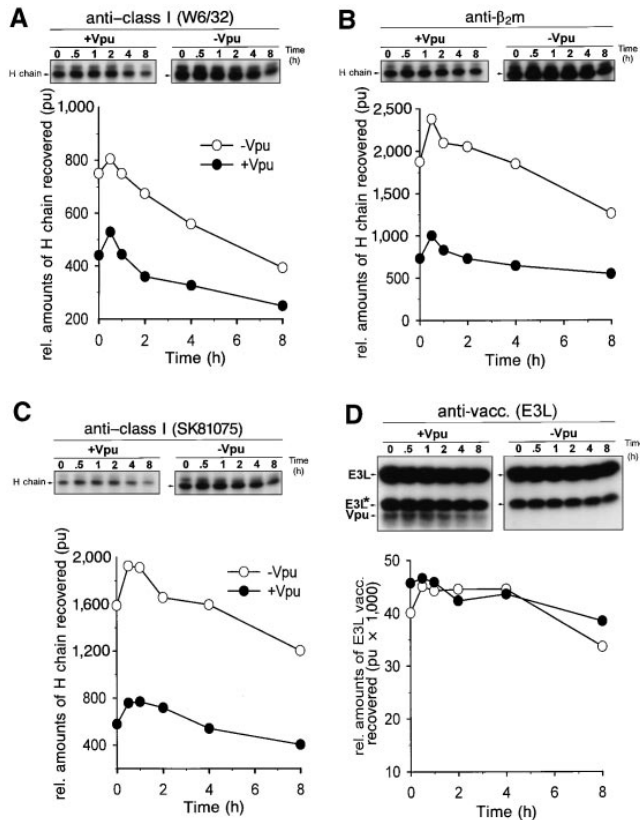 A
anti–class I (W6/32)
+Vpu -Vpu Time
0 .5 1 2 4 8 0 .5 1 2 4 8 (h)
H chain
rel. amounts of H chain recovered (pu)
1,000
800
600
400
200
-Vpu
+Vpu
0 2 4 6 8
Time (h)
B
anti-β2m
+Vpu -Vpu Time
0 .5 1 2 4 8 0 .5 1 2 4 8 (h)
H chain
rel. amounts of H chain recovered (pu)
2,500
2,000
1,500
1,000
500
0
0 2 4 6 8
Time (h)
C
anti–class I (SK81075)
+Vpu -Vpu Time
0 .5 1 2 4 8 0 .5 1 2 4 8 (h)
H chain
rel. amounts of H chain recovered (pu)
2,000
1,600
1,200
800
400
-Vpu
+Vpu
0 2 4 6 8
Time (h)
D
anti-vacc. (E3L)
+Vpu -Vpu Time
0 .5 1 2 4 8 0 .5 1 2 4 8 (h)
E3L
E3L*
Vpu
rel. amounts of E3L vacc.
recovered (pu × 1,000)
50
40
30
20
10
0 2 4 6 8
Time (h)